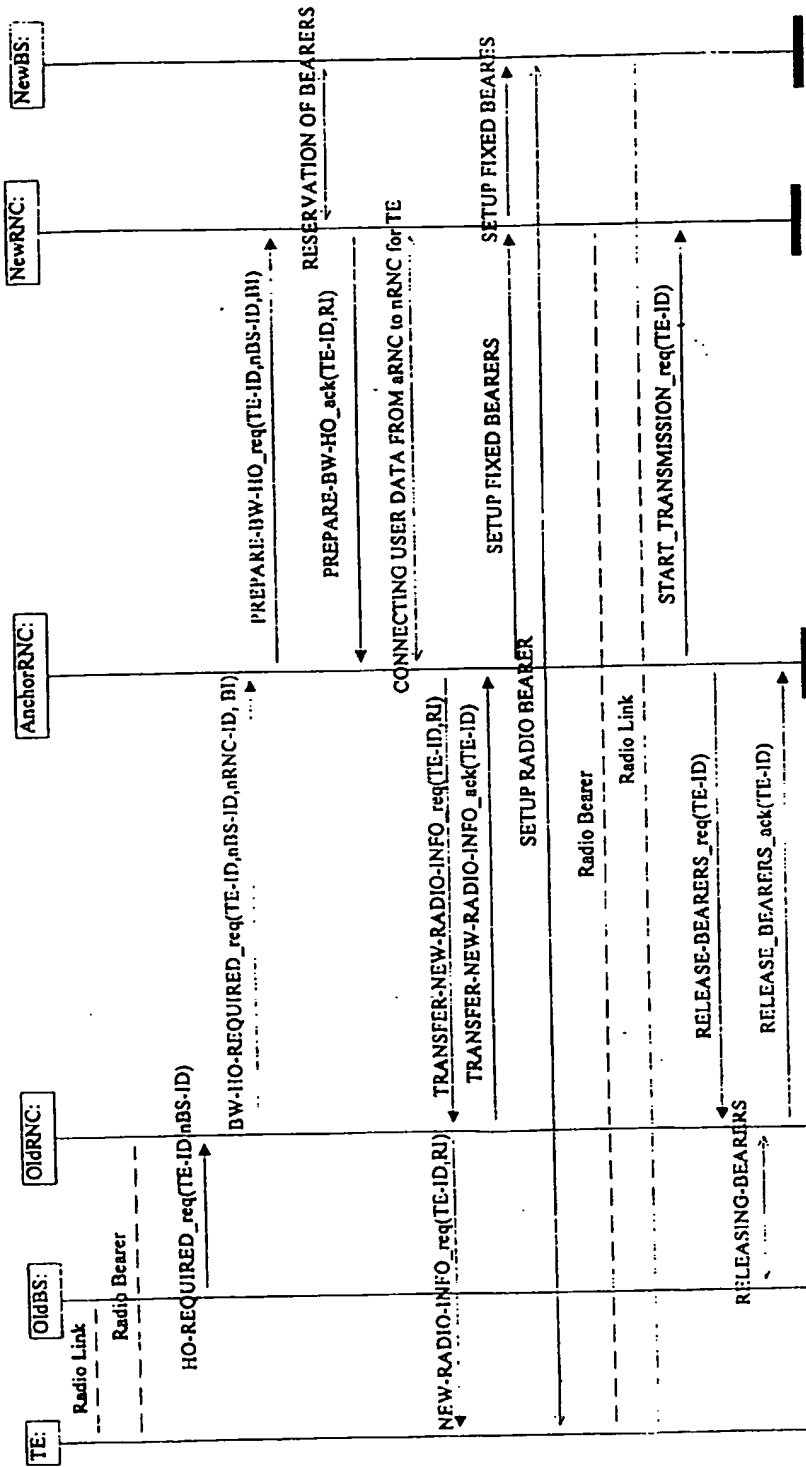 TE:
OldBS:
OldRNC:
AnchorRNC:
NewRNC:
NewBS:
Radio Link
Radio Bearer
HO-REQUIRED_req(TE-ID,nBS-ID)
BW-HO-REQUIRED_req(TE-ID,nBS-ID,nRNC-ID, BI)
PREPARE-BW-HO_req(TE-ID,nBS-ID,BI)
RESERVATION OF BEARERS
PREPARE-BW-HO_ack(TE-ID,RI)
CONNECTING USER DATA FROM aRNC to nRNC for TE
TRANSFER-NEW-RADIO-INFO_req(TE-ID,RI)
NEW-RADIO-INFO_req(TE-ID,RI)
TRANSFER-NEW-RADIO-INFO_ack(TE-ID)
SETUP FIXED BEARERS
SETUP FIXED BEARES
SETUP RADIO BEARER
Radio Bearer
Radio Link
START_TRANSMISSION_req(TE-ID)
RELEASE-BEARERS_req(TE-ID)
RELEASING-BEARERS
RELEASE_BEARERS_ack(TE-ID)